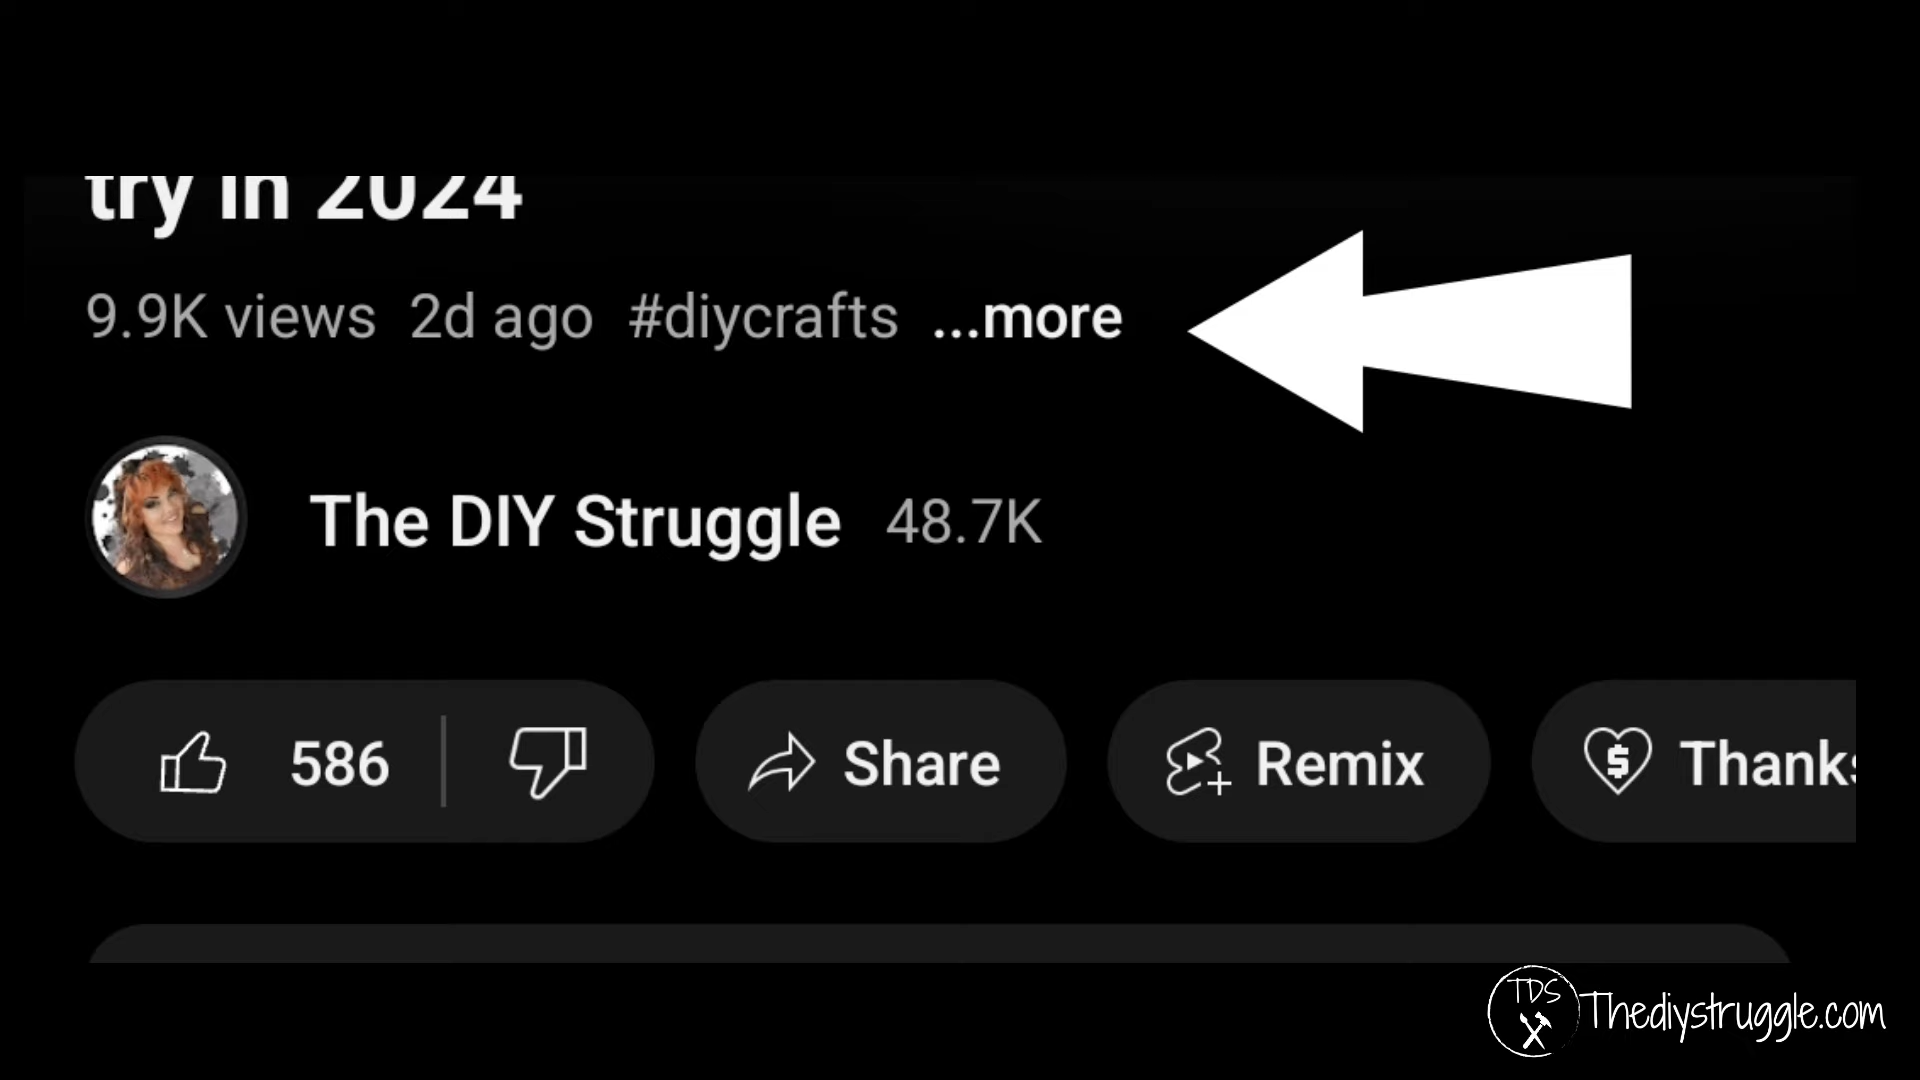 try in 2024
9.9K views 2d ago #diycrafts ...more
The DIY Struggle 48.7K
586 Share Remix Thanks
TDS Thediystruggle.com